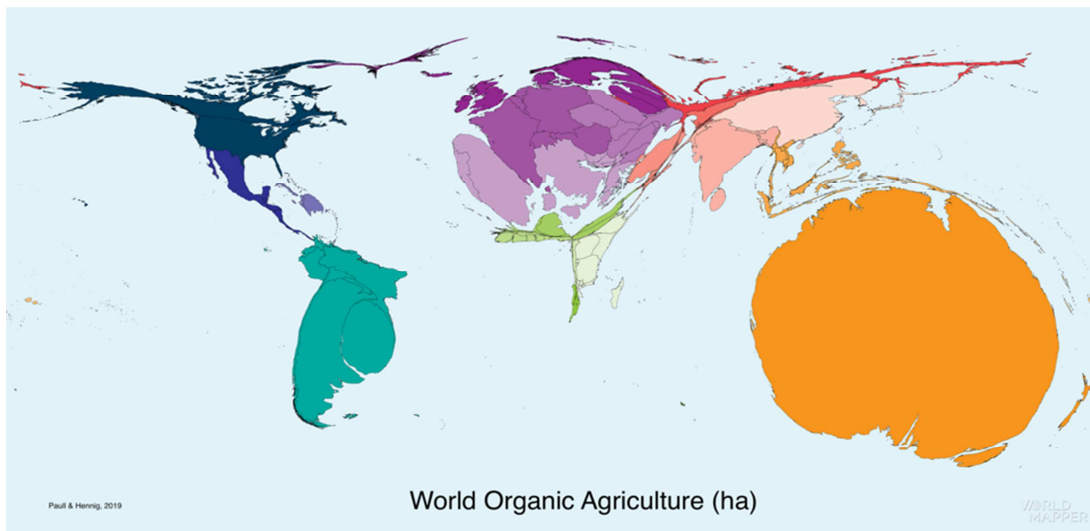 Paull & Hennig, 2019
World Organic Agriculture (ha)
WORLD
MAPPER